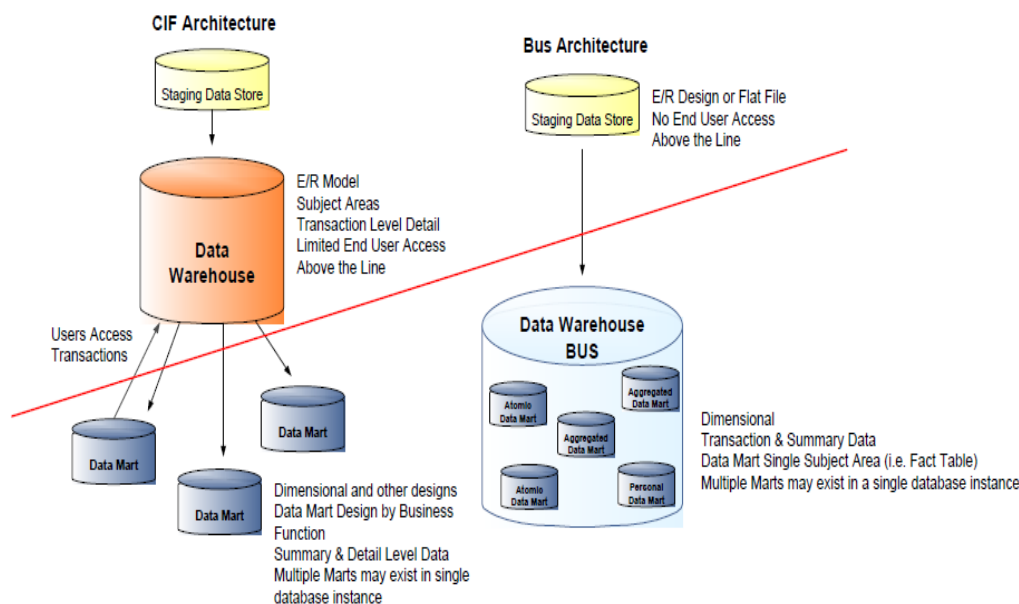 CIF Architecture
Staging Data Store
E/R Model
Subject Areas
Transaction Level Detail
Limited End User Access
Above the Line
Data
Warehouse
Users Access
Transactions
Data Mart
Data Mart
Data Mart
Dimensional and other designs
Data Mart Design by Business
Function
Summary & Detail Level Data
Multiple Marts may exist in single
database instance
Bus Architecture
Staging Data Store
E/R Design or Flat File
No End User Access
Above the Line
Data Warehouse
BUS
Atomic
Data Mart
Aggregated
Data Mart
Aggregated
Data Mart
Atomic
Data Mart
Personal
Data Mart
Dimensional
Transaction & Summary Data
Data Mart Single Subject Area (i.e. Fact Table)
Multiple Marts may exist in a single database instance